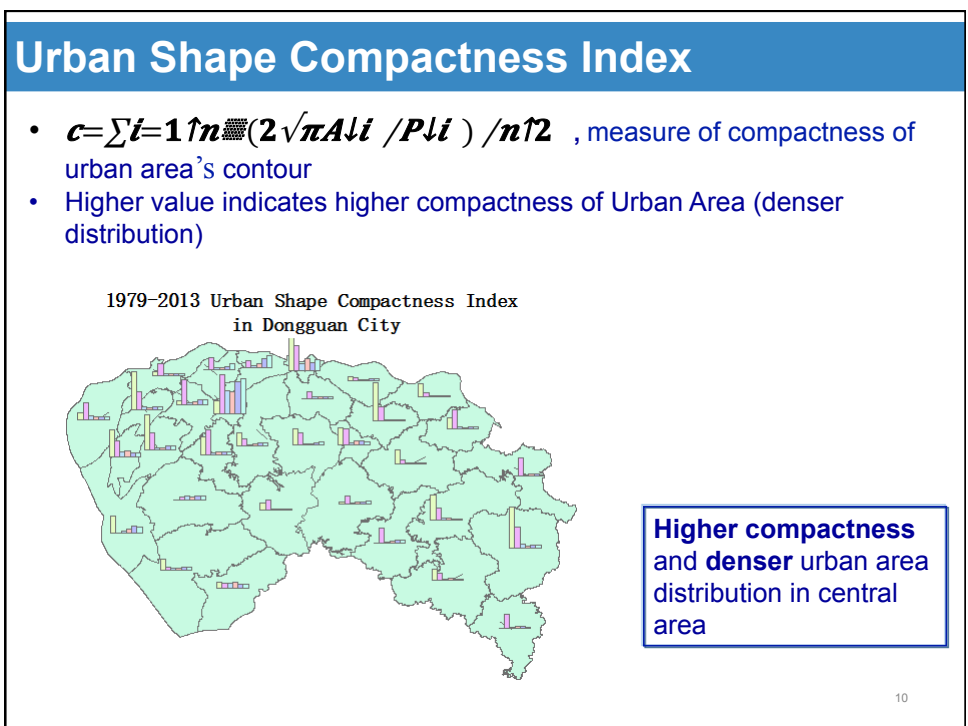 Urban Shape Compactness Index
• c=∑i=1↑n▒(2√πA↓i /P↓i ) /n↑2 , measure of compactness of
urban area’s contour
• Higher value indicates higher compactness of Urban Area (denser
distribution)
1979-2013 Urban Shape Compactness Index
in Dongguan City
Higher compactness
and denser urban area
distribution in central
area
10